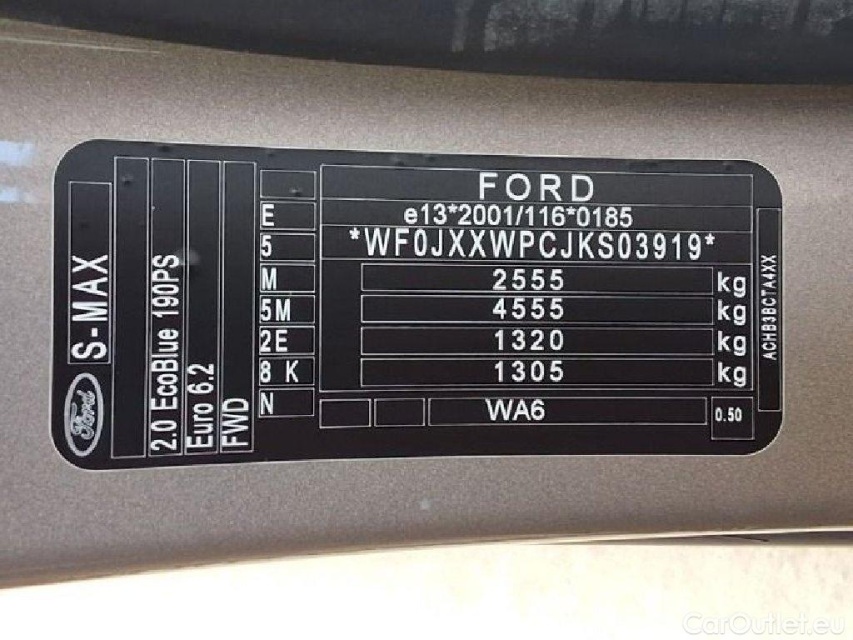 FORD
e13*2001/116*0185
*WF0JXXWPCJKS03919*
2555 kg
4555 kg
1320 kg
1305 kg
WA6 0.50
E
5
M
5M
2E
8 K
N
S-MAX
Ford
2.0 EcoBlue 190PS
Euro 6.2
FWD
ACHB3BCTA4XX
CarOutlet.eu